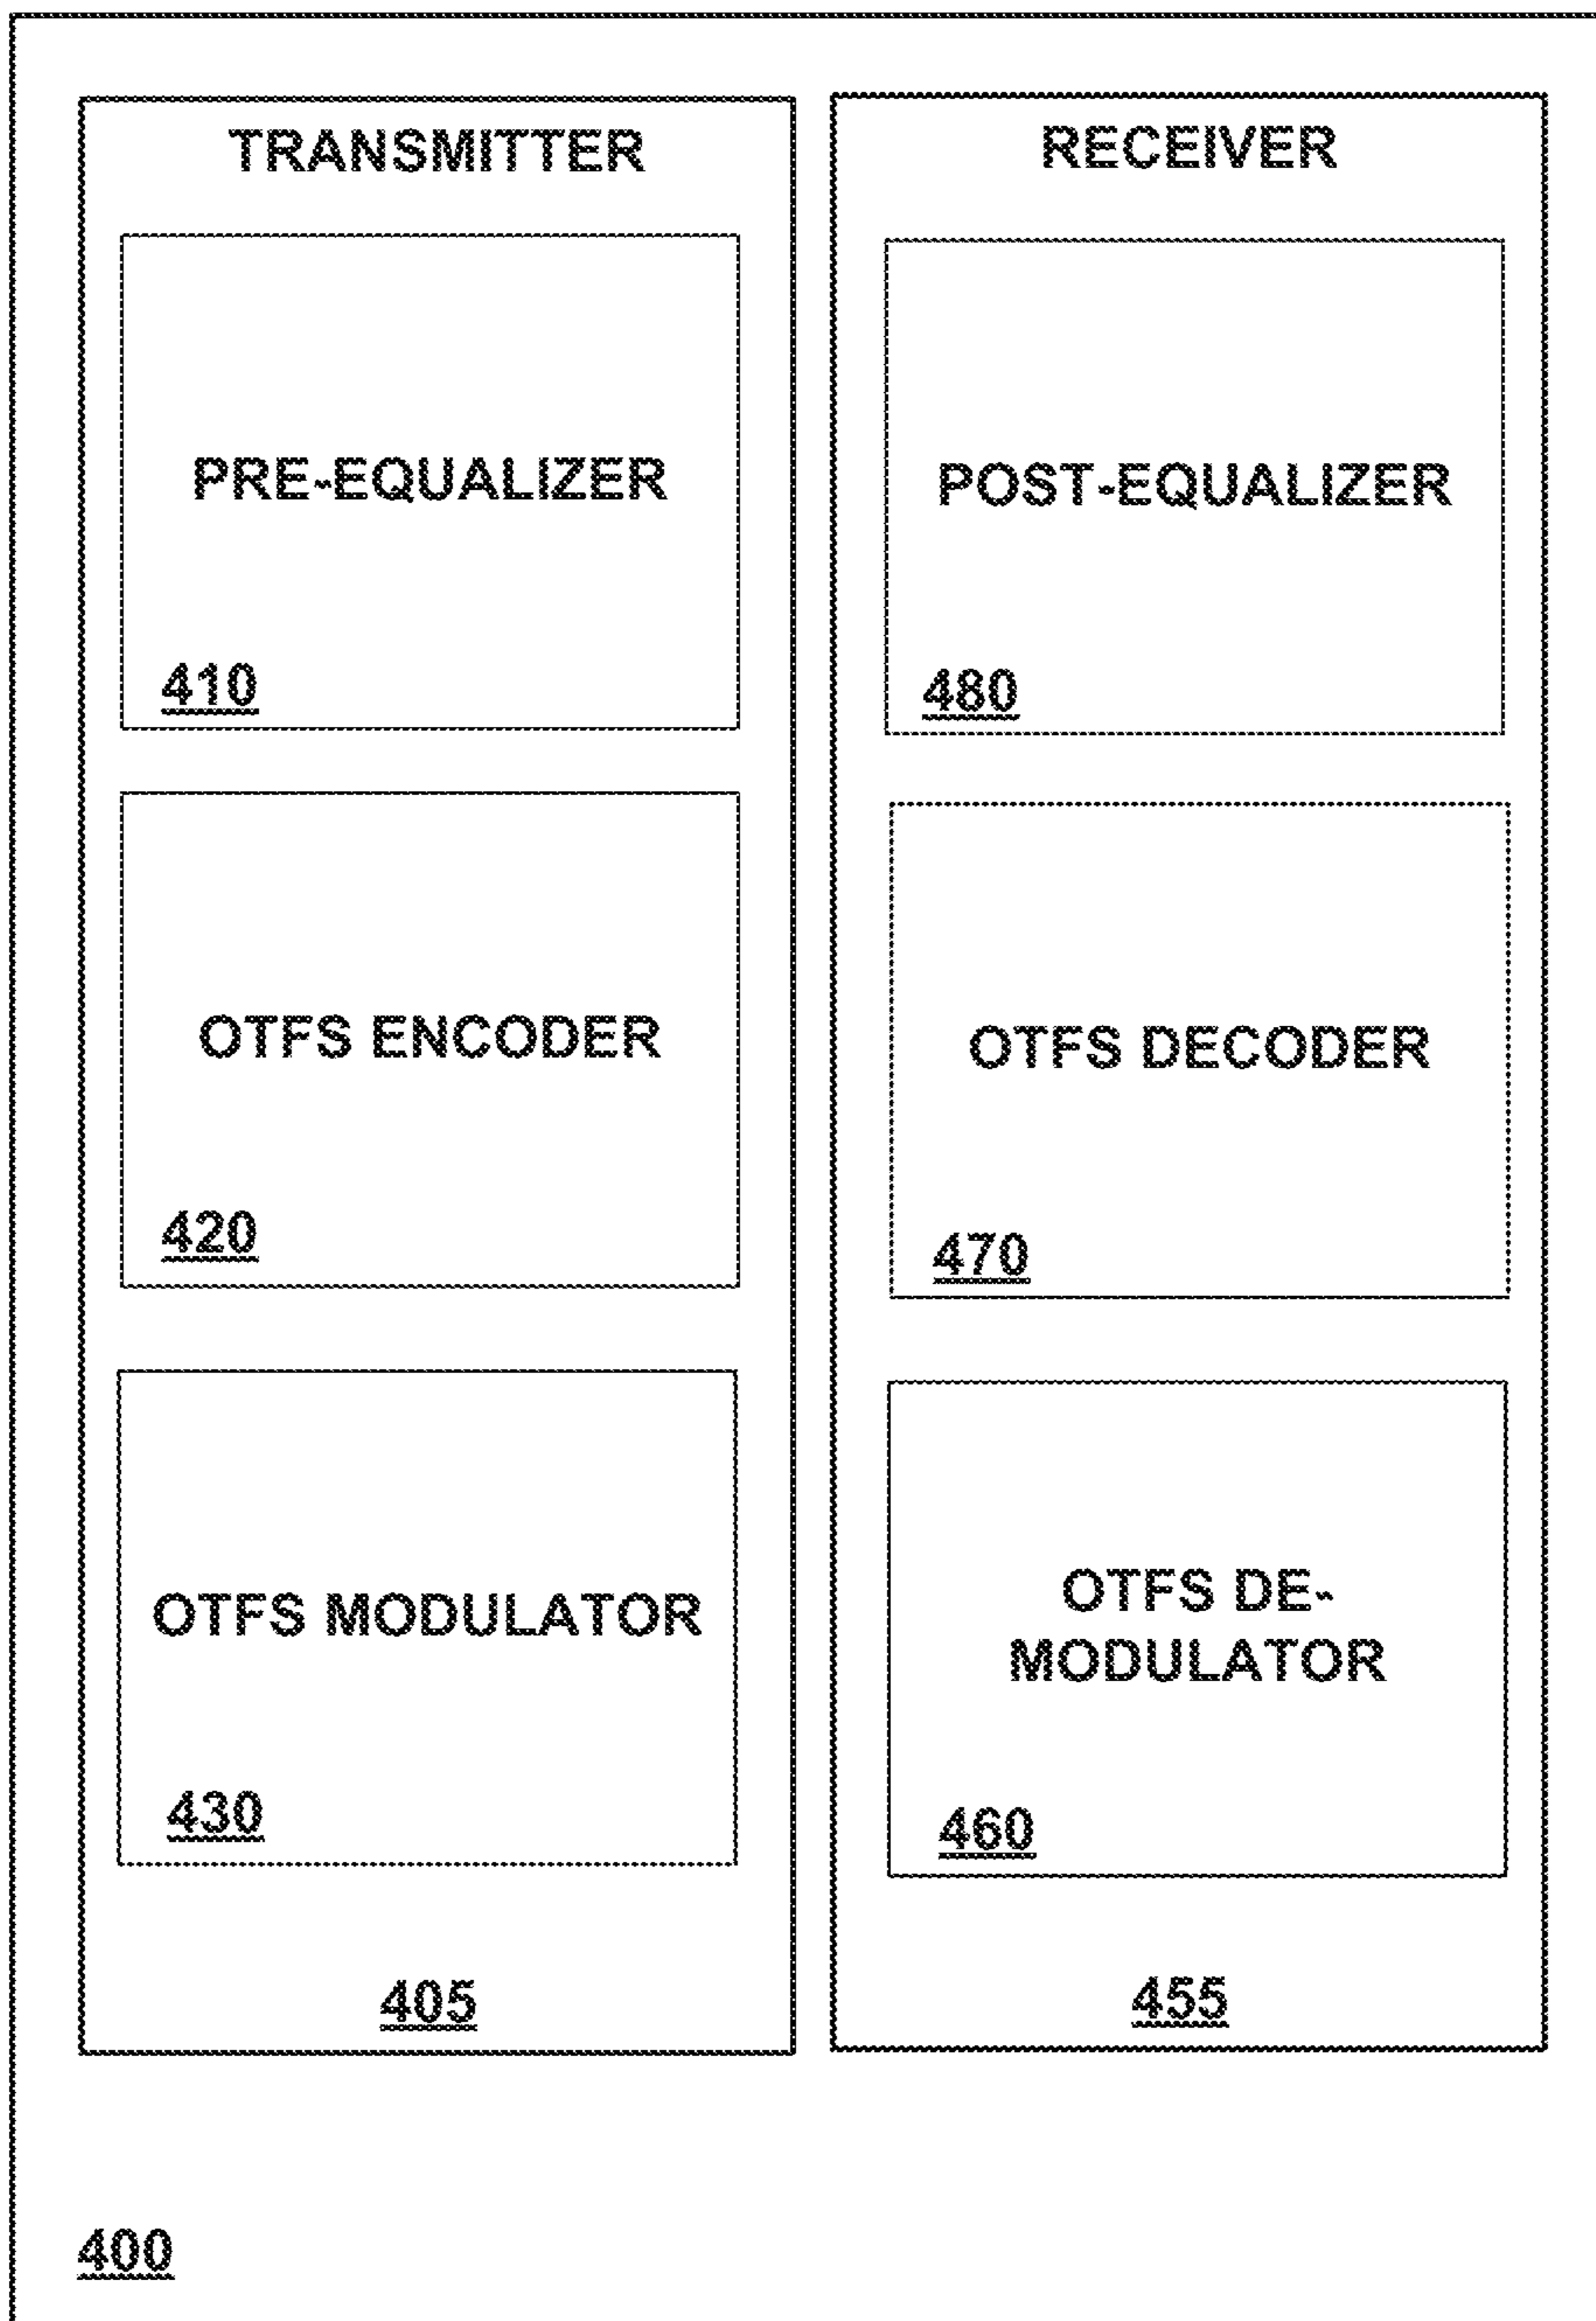 TRANSMITTER
PRE-EQUALIZER
410
OTFS ENCODER
420
OTFS MODULATOR
430
405
RECEIVER
POST-EQUALIZER
480
OTFS DECODER
470
OTFS DE-
MODULATOR
460
455
400